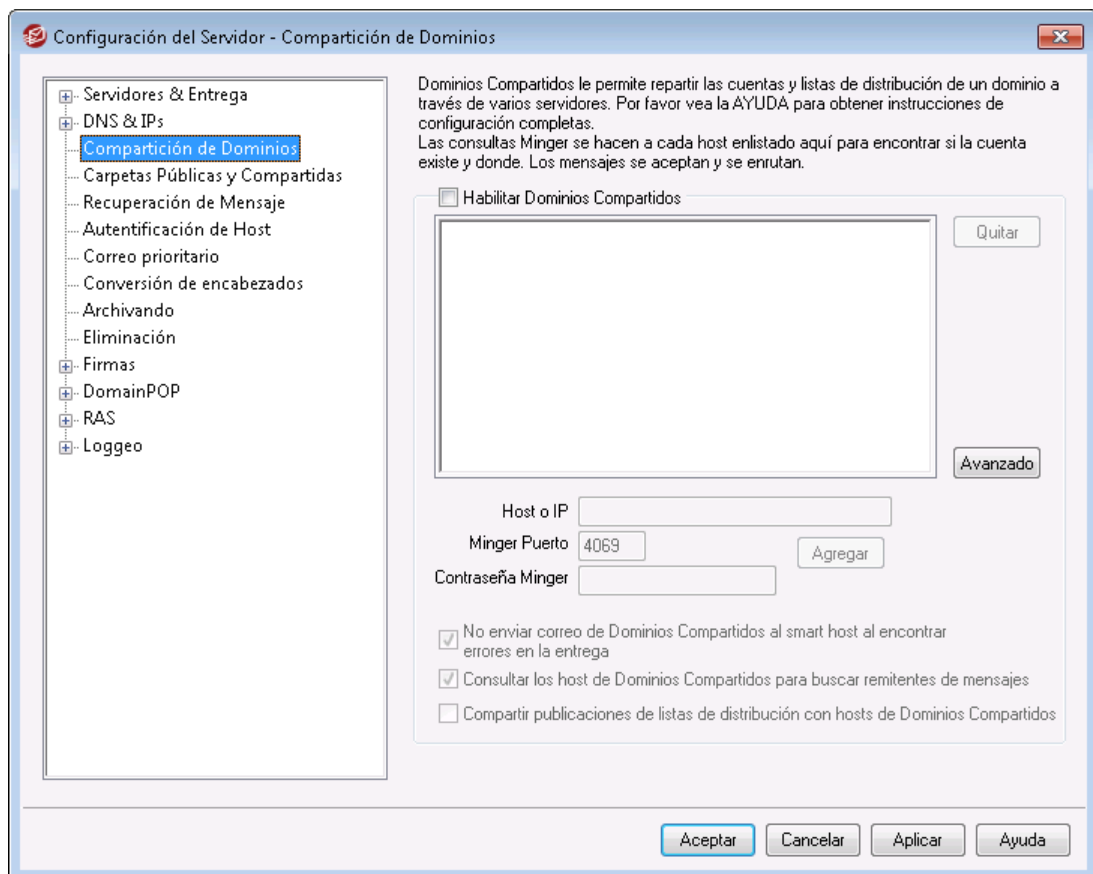 Configuración del Servidor - Compartición de Dominios
Servidores & Entrega
DNS & IPs
Compartición de Dominios
Carpetas Públicas y Compartidas
Recuperación de Mensaje
Autentificación de Host
Correo prioritario
Conversión de encabezados
Archivando
Eliminación
Firmas
DomainPOP
RAS
Loggeo
Dominios Compartidos le permite repartir las cuentas y listas de distribución de un dominio a
través de varios servidores. Por favor vea la AYUDA para obtener instrucciones de
configuración completas.
Las consultas Minger se hacen a cada host enlistado aquí para encontrar si la cuenta
existe y donde. Los mensajes se aceptan y se enrutan.
Habilitar Dominios Compartidos
Quitar
Avanzado
Host o IP
Minger Puerto 4069
Agregar
Contraseña Minger
No enviar correo de Dominios Compartidos al smart host al encontrar
errores en la entrega
Consultar los host de Dominios Compartidos para buscar remitentes de mensajes
Compartir publicaciones de listas de distribución con hosts de Dominios Compartidos
Aceptar Cancelar Aplicar Ayuda